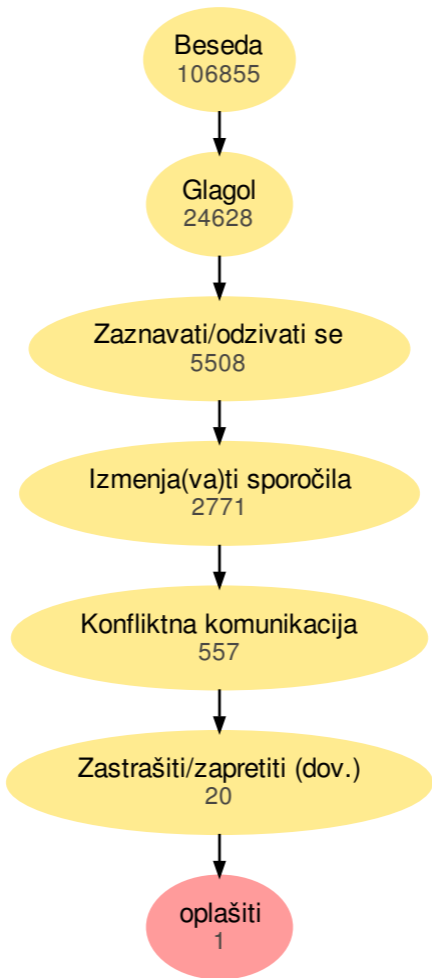 Beseda
106855
Glagol
24628
Zaznavati/odzivati se
5508
Izmenja(va)ti sporočila
2771
Konfliktna komunikacija
557
Zastrašiti/zapretiti (dov.)
20
oplašiti
1